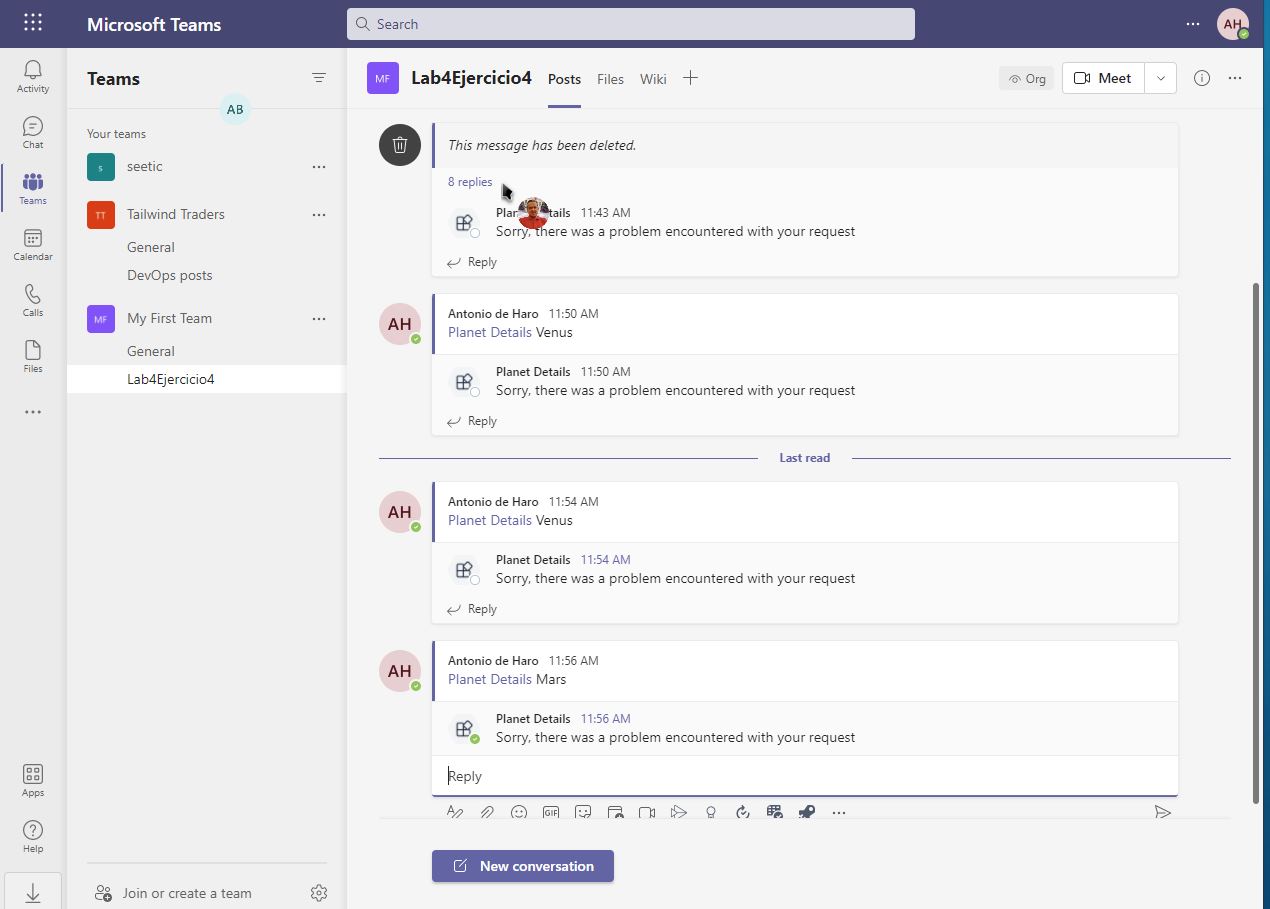 Microsoft Teams
Search
AH
Activity
Chat
Teams
Calendar
Calls
Files
Apps
Help
Teams
AB
Your teams
s
seetic
TT
Tailwind Traders
General
DevOps posts
MF
My First Team
General
Lab4Ejercicio4
Join or create a team
MF
Lab4Ejercicio4
Posts
Files
Wiki
Org
Meet
This message has been deleted.
8 replies
11:43 AM
Sorry, there was a problem encountered with your request
Reply
AH
Antonio de Haro 11:50 AM
Planet Details Venus
Planet Details 11:50 AM
Sorry, there was a problem encountered with your request
Reply
Last read
AH
Antonio de Haro 11:54 AM
Planet Details Venus
Planet Details 11:54 AM
Sorry, there was a problem encountered with your request
Reply
AH
Antonio de Haro 11:56 AM
Planet Details Mars
Planet Details 11:56 AM
Sorry, there was a problem encountered with your request
Reply
GIF
New conversation